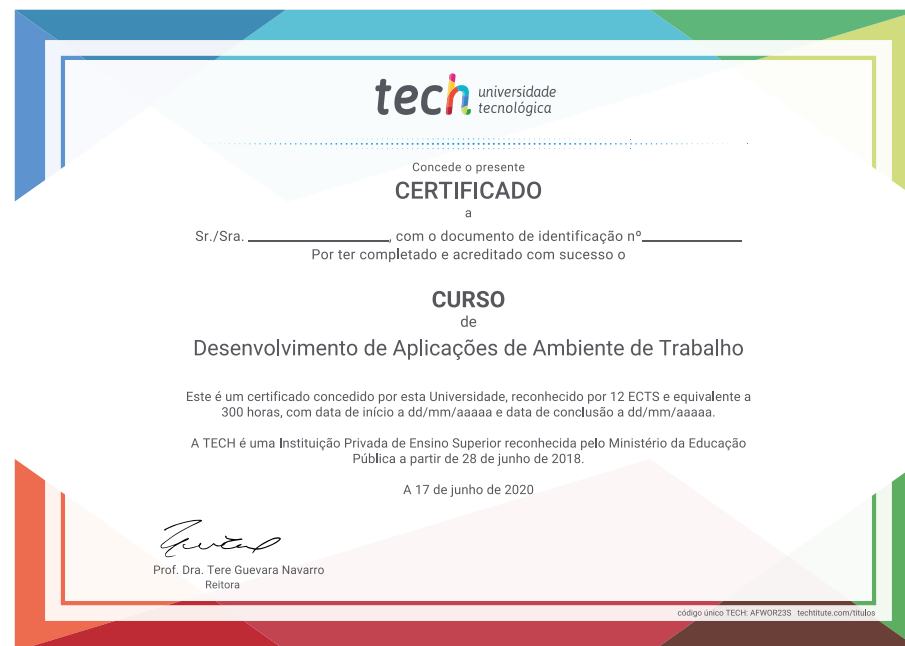 tech universidade
tecnológica
Concede o presente
CERTIFICADO
a
Sr./Sra. ________________, com o documento de identificação nº___________
Por ter completado e acreditado com sucesso o
CURSO
de
Desenvolvimento de Aplicações de Ambiente de Trabalho
Este é um certificado concedido por esta Universidade, reconhecido por 12 ECTS e equivalente a
300 horas, com data de início a dd/mm/aaaaa e data de conclusão a dd/mm/aaaaa.
A TECH é uma Instituição Privada de Ensino Superior reconhecida pelo Ministério da Educação
Pública a partir de 28 de junho de 2018.
A 17 de junho de 2020
Prof. Dra. Tere Guevara Navarro
Reitora
código único TECH: AFWOR23S techtitute.com/titulos